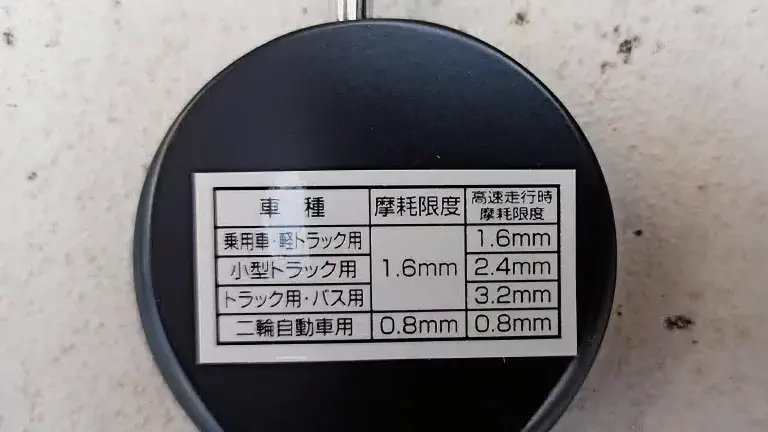 車種 摩耗限度 高速走行時
摩耗限度
乗用車・軽トラック用 1.6mm
小型トラック用 1.6mm 2.4mm
トラック用・バス用 3.2mm
二輪自動車用 0.8mm 0.8mm